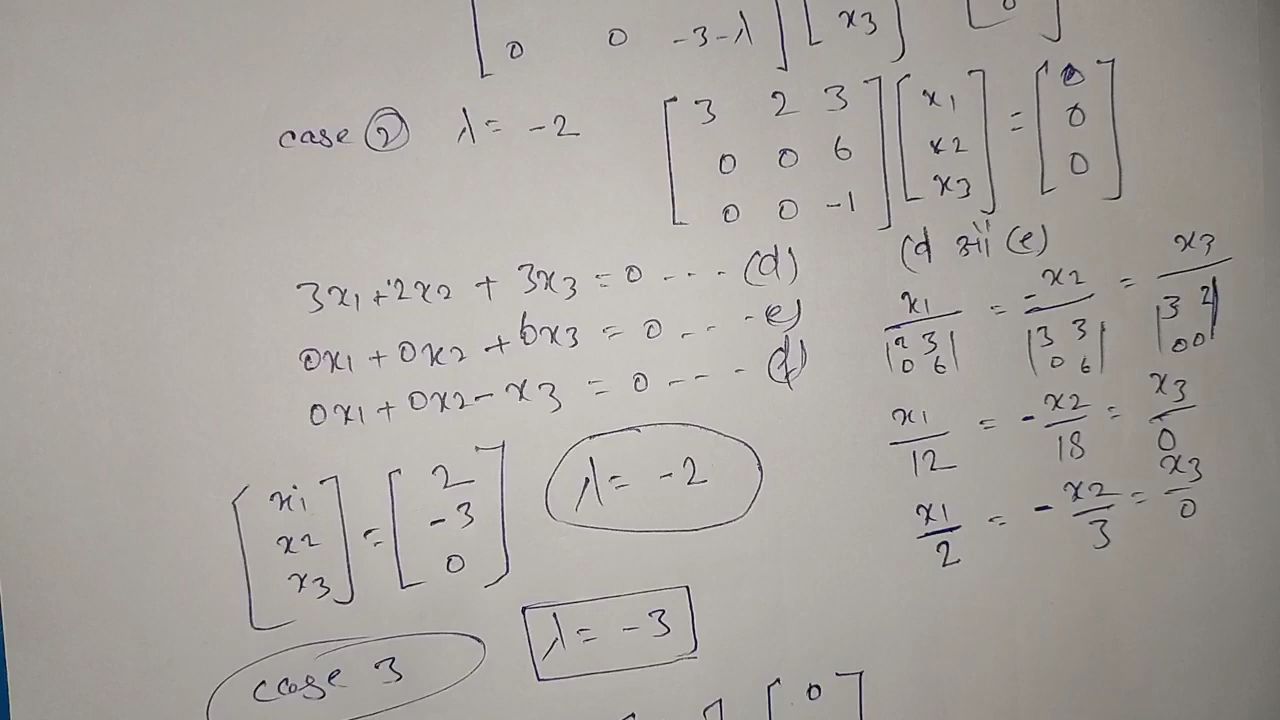 0 0 -3-λ x3 0
case ② λ = -2 [3 2 3] [x1] = [0]
[0 0 6] [x2] [0]
[0 0 -1] [x3] [0]
3x1 + 2x2 + 3x3 = 0 --- (d)
0x1 + 0x2 + 6x3 = 0 --- e)
0x1 + 0x2 - x3 = 0 --- (f)
(d (e)
x1/|2 3| = -x2/|3 3| = x3/|3 2|
|0 6| |0 6| |0 0|
x1/12 = -x2/18 = x3/0
x1/2 = -x2/3 = x3/0
[x1] = [2] λ = -2
[x2] [-3]
[x3] [0]
case 3 λ = -3
0